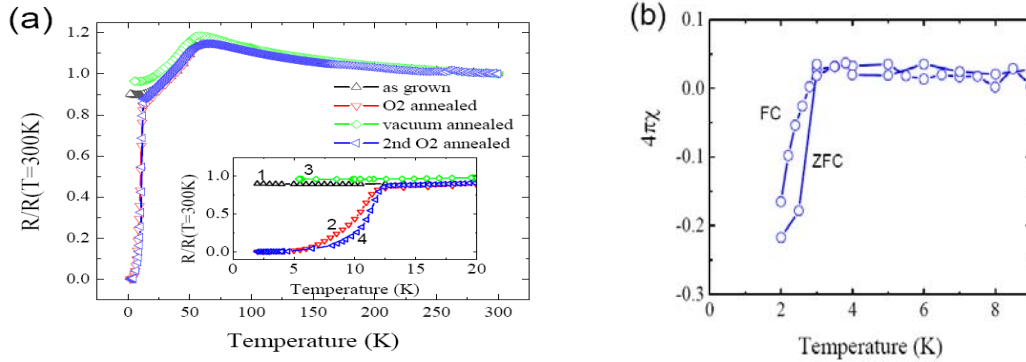 (a)
R/R(T=300K)
1.2
1.0
0.8
0.6
0.4
0.2
0.0
as grown
O2 annealed
vacuum annealed
2nd O2 annealed
R/R(T=300K)
1.0
0.5
0.0
1
3
2
4
0 5 10 15 20
Temperature (K)
0 50 100 150 200 250 300
Temperature (K)
(b)
4πχ
0.1
0.0
-0.1
-0.2
-0.3
FC
ZFC
0 2 4 6 8
Temperature (K)